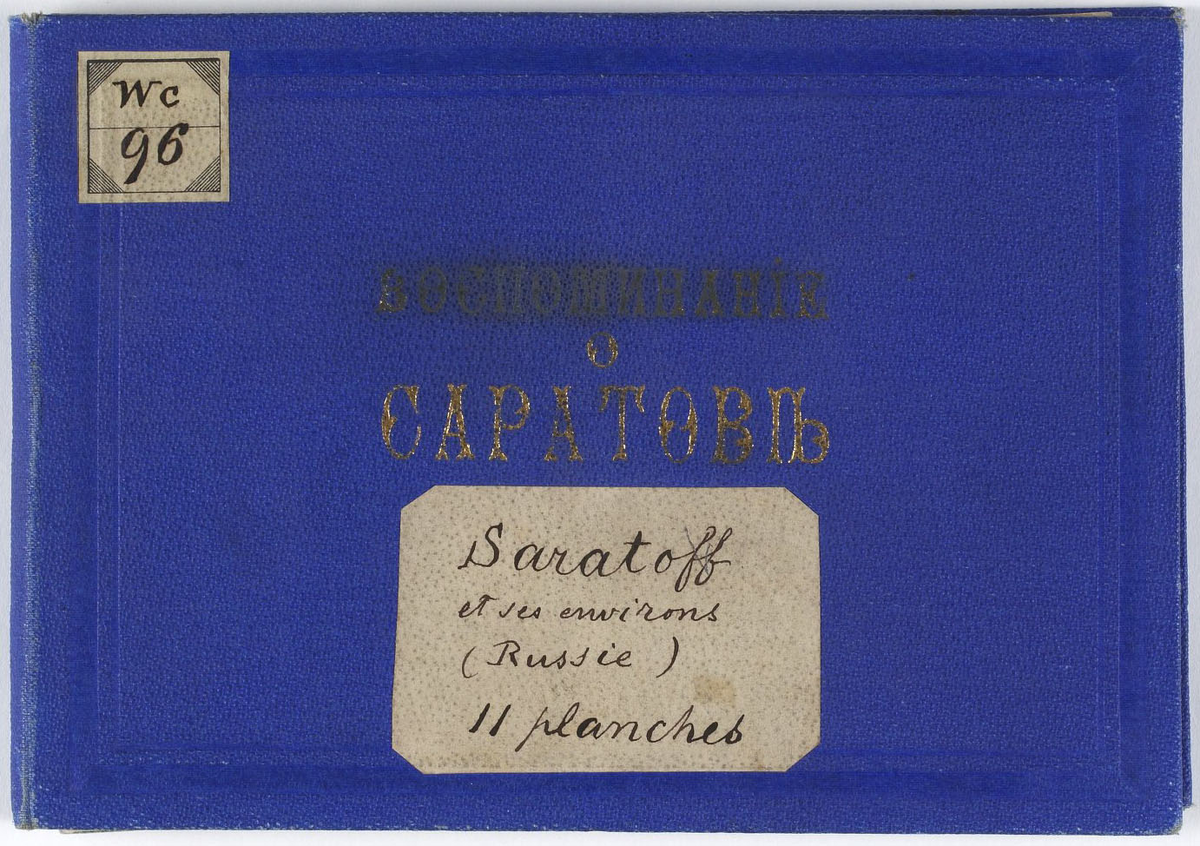 Wc
96
ВОСПОМИНАНІЕ
О
САРАТОВѢ
Saratoff
et ses environs
(Russie)
11 planches